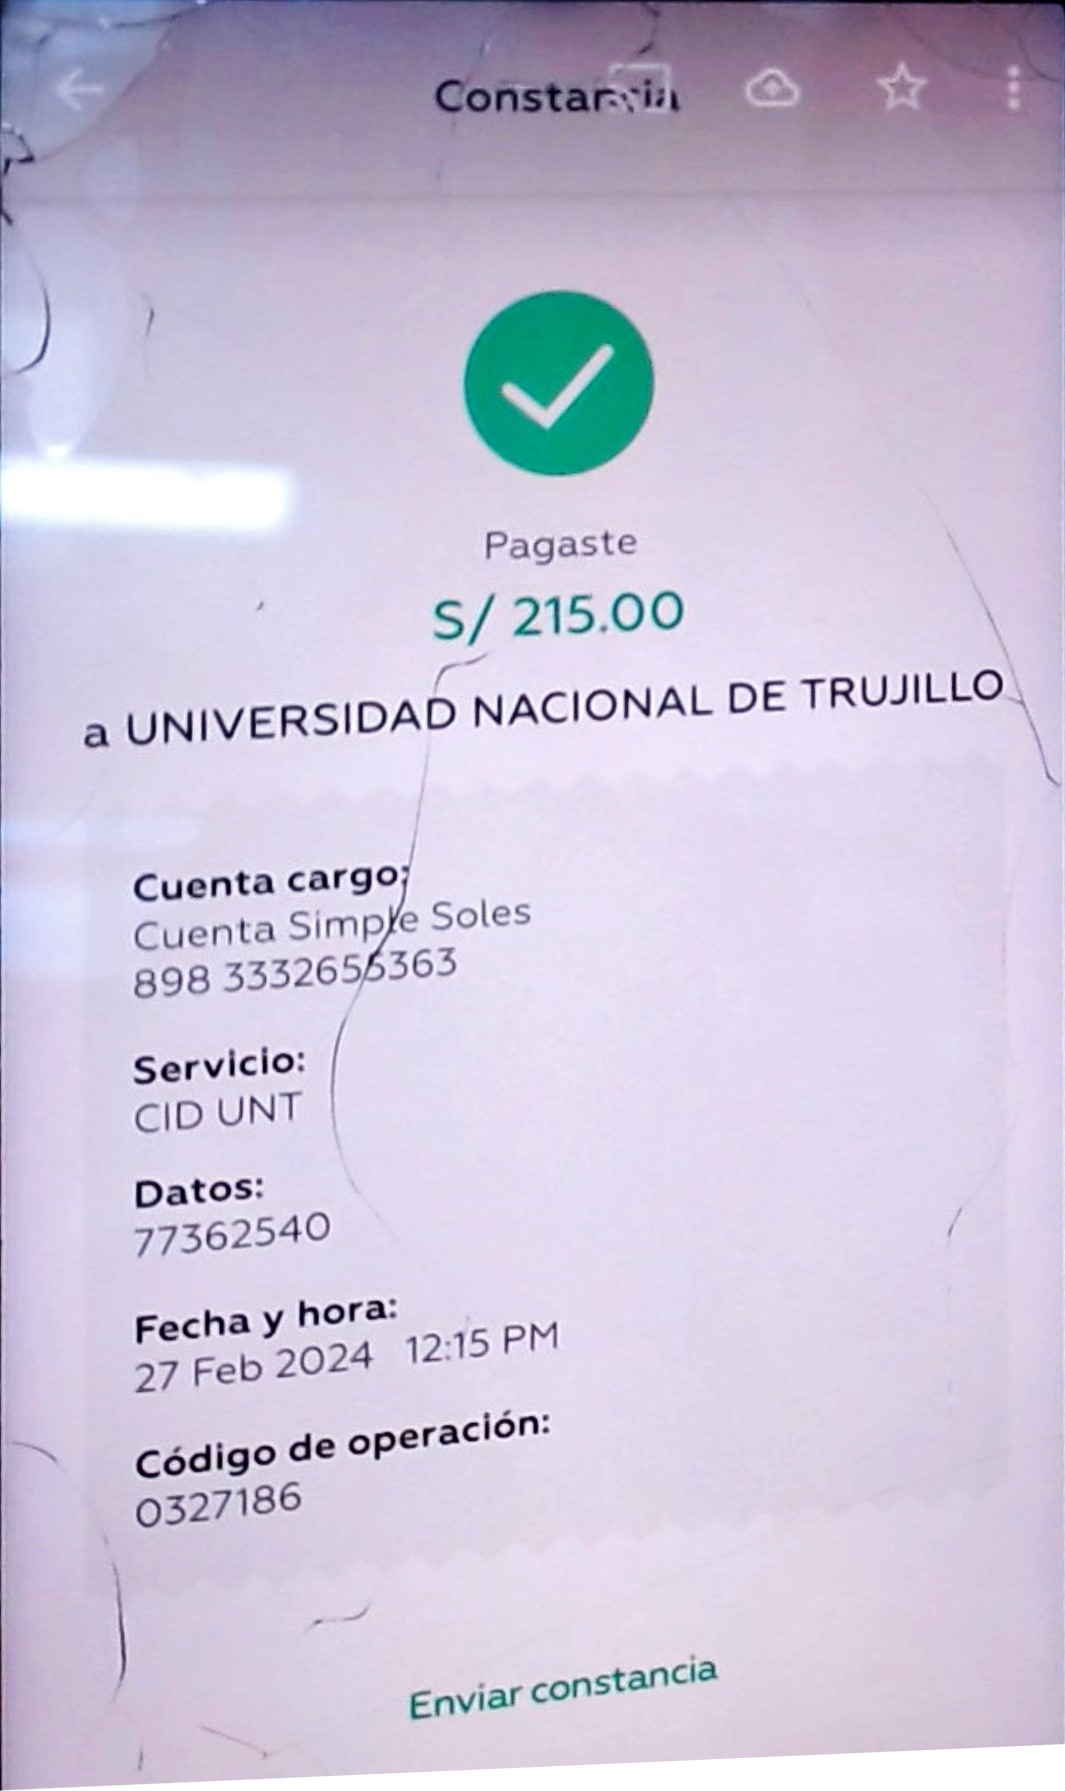 Constancia
Pagaste
S/ 215.00
a UNIVERSIDAD NACIONAL DE TRUJILLO
Cuenta cargo:
Cuenta Simple Soles
898 3332655363
Servicio:
CID UNT
Datos:
77362540
Fecha y hora:
27 Feb 2024 12:15 PM
Código de operación:
0327186
Enviar constancia